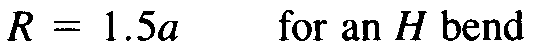 R = 1.5a for an H bend